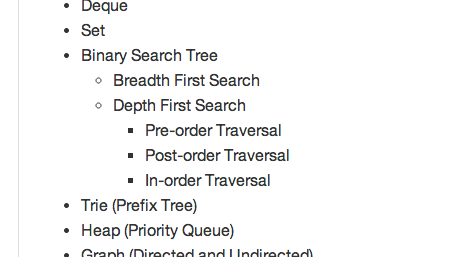 Deque
Set
Binary Search Tree
Breadth First Search
Depth First Search
Pre-order Traversal
Post-order Traversal
In-order Traversal
Trie (Prefix Tree)
Heap (Priority Queue)
Graph (Directed and Undirected)